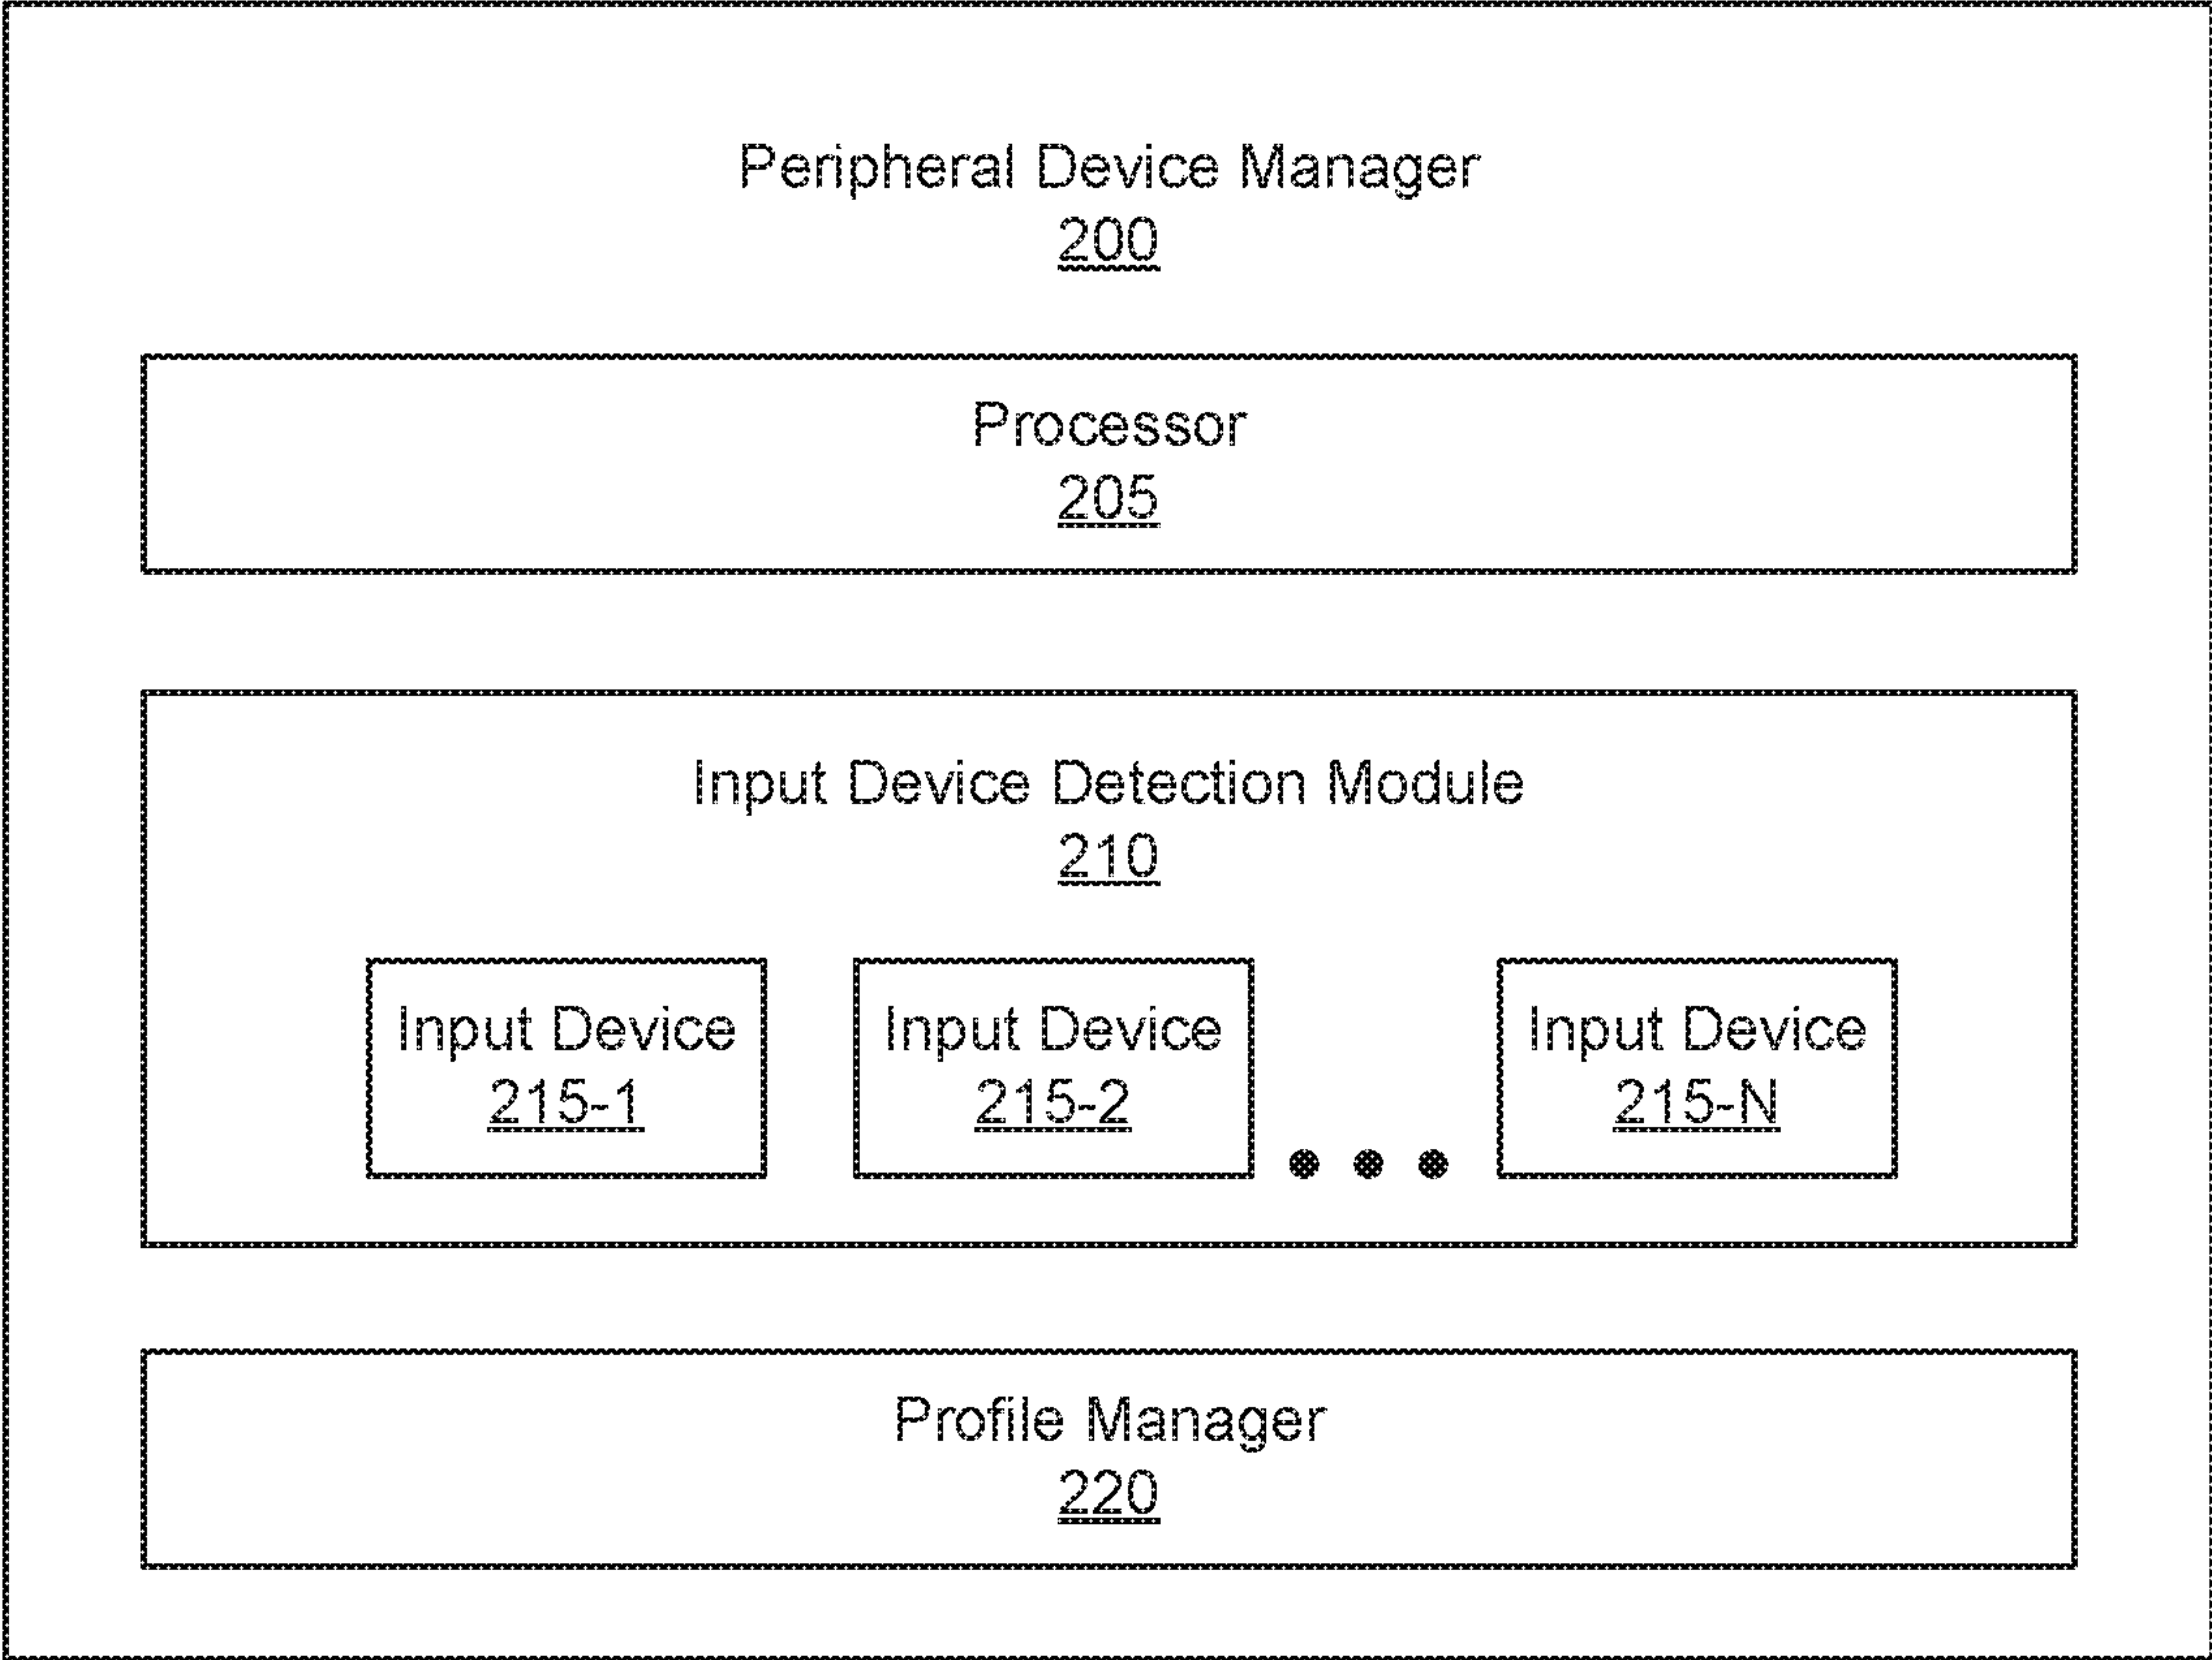 Peripheral Device Manager
200
Processor
205
Input Device Detection Module
210
Input Device
215-1
Input Device
215-2
Input Device
215-N
Profile Manager
220